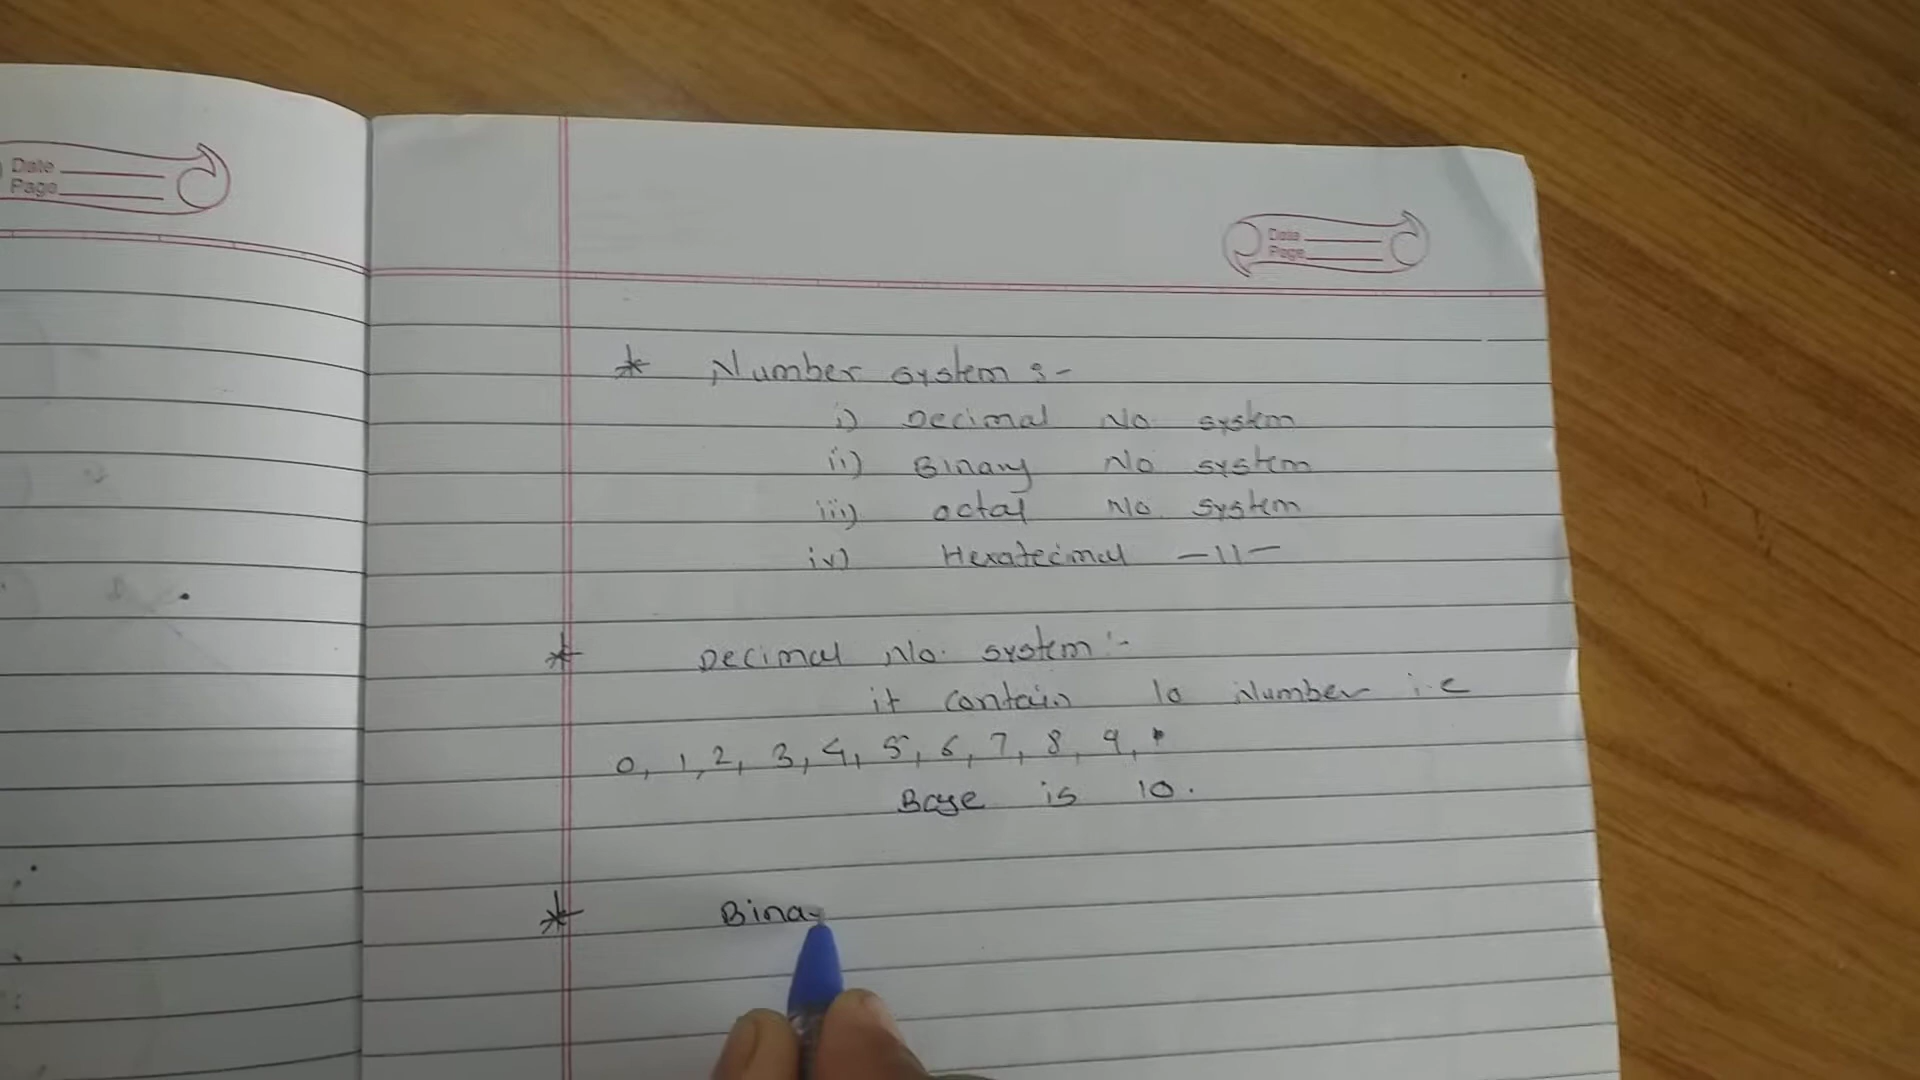 Date
Page
Date
Page
* Number system :-
i) Decimal No. system
ii) Binary No system
iii) octal No. system
iv) Hexatecimal —11—
* Decimal No. system :-
it contain 10 Number i.e
0, 1, 2, 3, 4, 5, 6, 7, 8, 9,
Base is 10.
* Bina